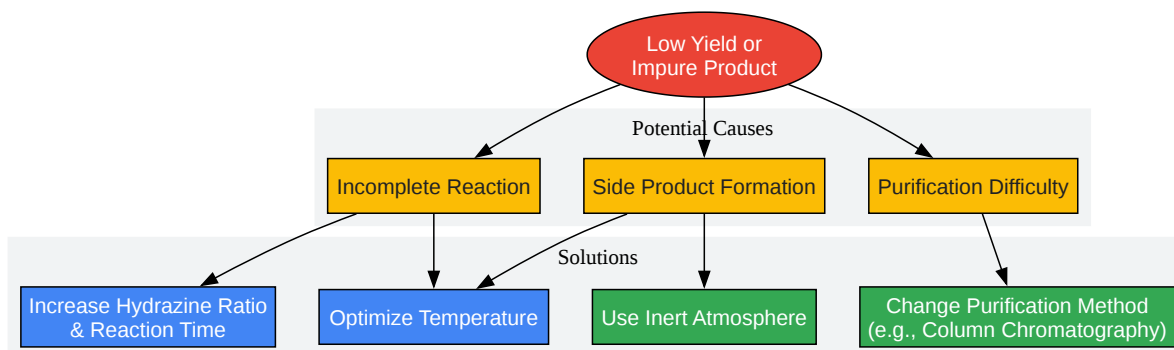 Low Yield or
Impure Product
Potential Causes
Incomplete Reaction
Side Product Formation
Purification Difficulty
Solutions
Increase Hydrazine Ratio
& Reaction Time
Optimize Temperature
Use Inert Atmosphere
Change Purification Method
(e.g., Column Chromatography)